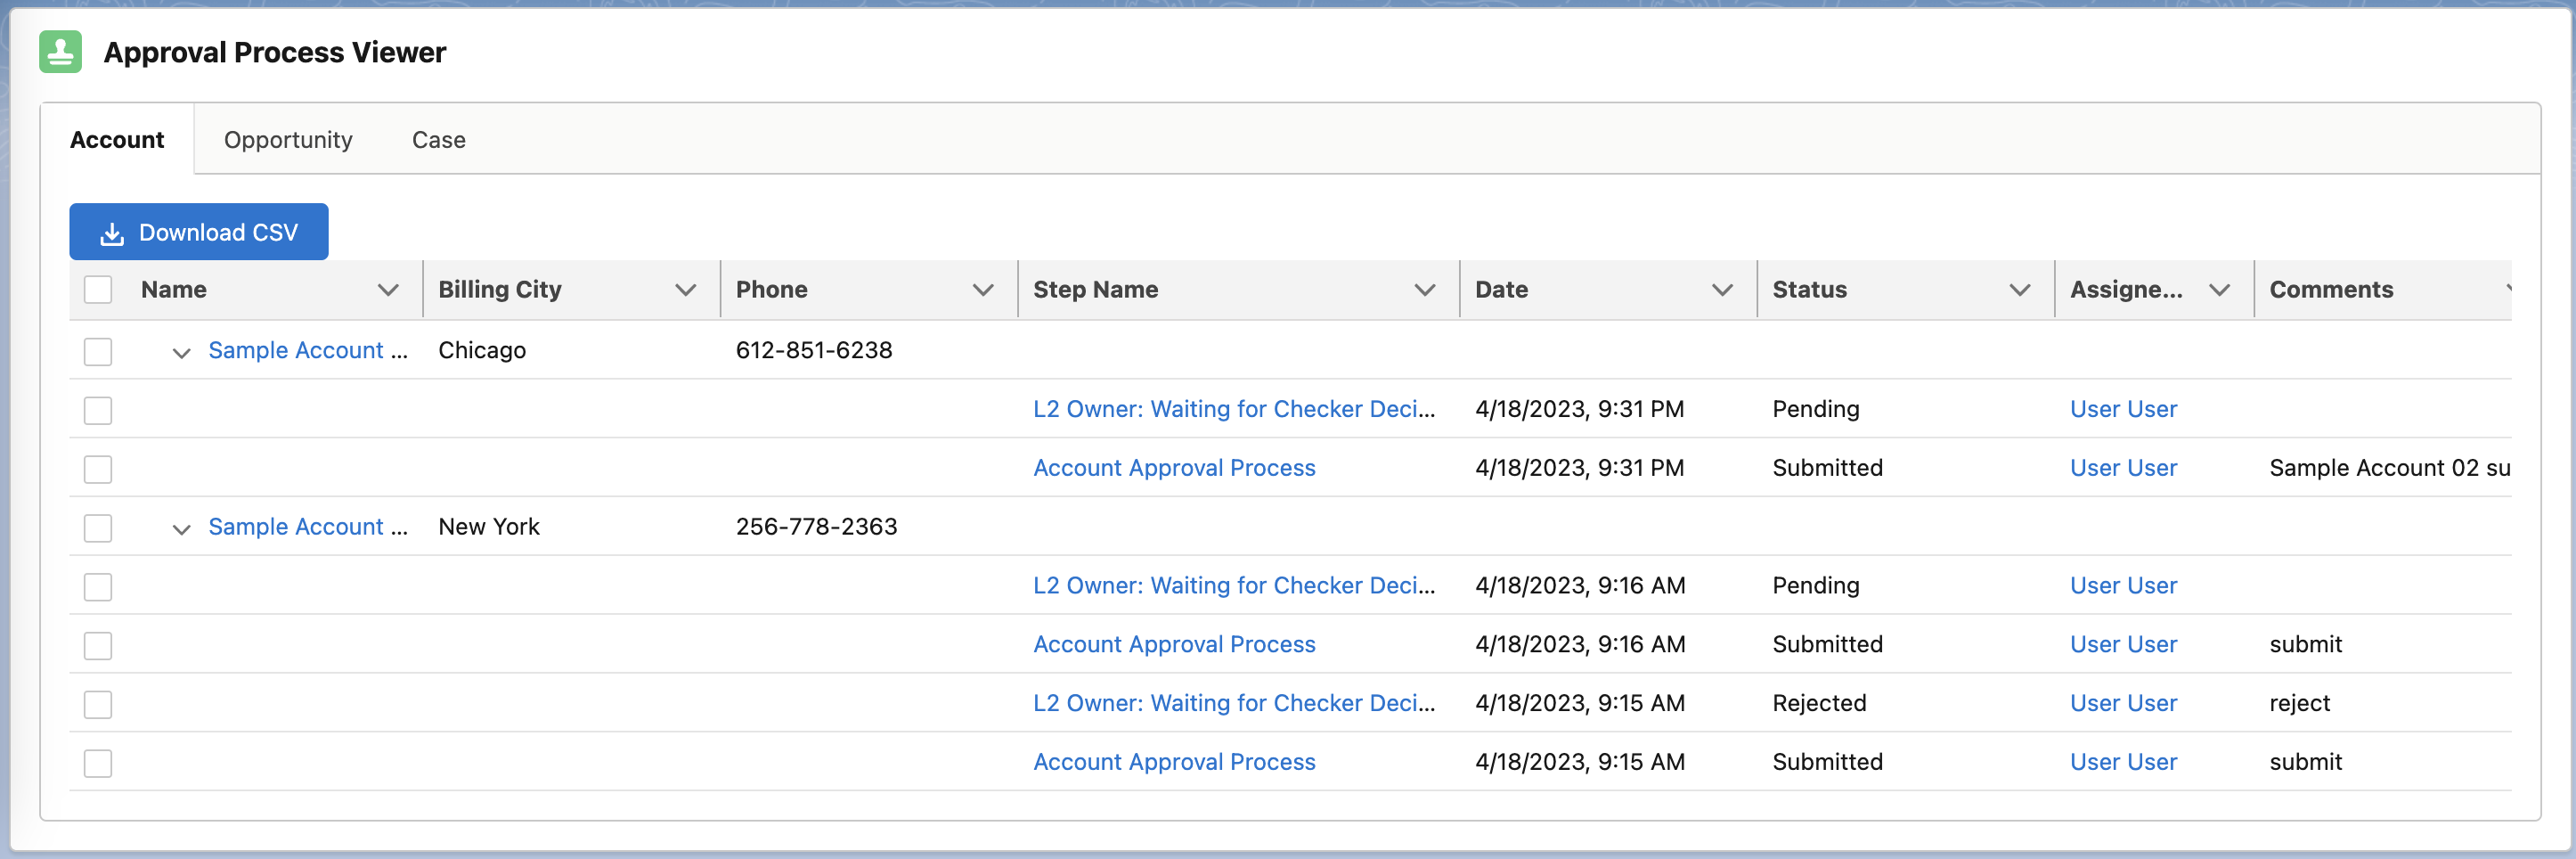 Approval Process Viewer
Account Opportunity Case
Download CSV
Name Billing City Phone Step Name Date Status Assigne... Comments
Sample Account ... Chicago 612-851-6238
L2 Owner: Waiting for Checker Deci... 4/18/2023, 9:31 PM Pending User User
Account Approval Process 4/18/2023, 9:31 PM Submitted User User Sample Account 02 su
Sample Account ... New York 256-778-2363
L2 Owner: Waiting for Checker Deci... 4/18/2023, 9:16 AM Pending User User
Account Approval Process 4/18/2023, 9:16 AM Submitted User User submit
L2 Owner: Waiting for Checker Deci... 4/18/2023, 9:15 AM Rejected User User reject
Account Approval Process 4/18/2023, 9:15 AM Submitted User User submit